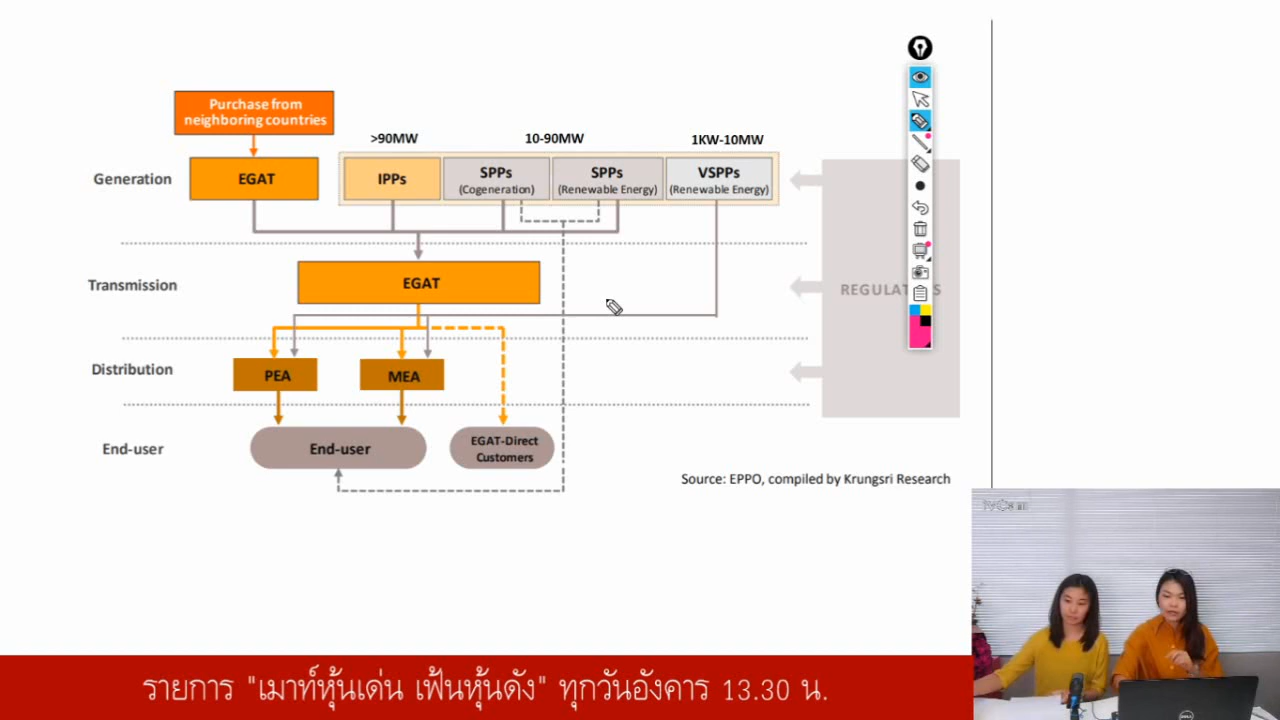 Purchase from
neighboring countries
>90MW
10-90MW
1KW-10MW
Generation
EGAT
IPPs
SPPs
(Cogeneration)
SPPs
(Renewable Energy)
VSPPs
(Renewable Energy)
Transmission
EGAT
Distribution
PEA
MEA
End-user
End-user
EGAT-Direct
Customers
Source: EPPO, compiled by Krungsri Research
รายการ "เมาท์หุ้นเด่น เฟ้นหุ้นดัง" ทุกวันอังคาร 13.30 น.
DELL